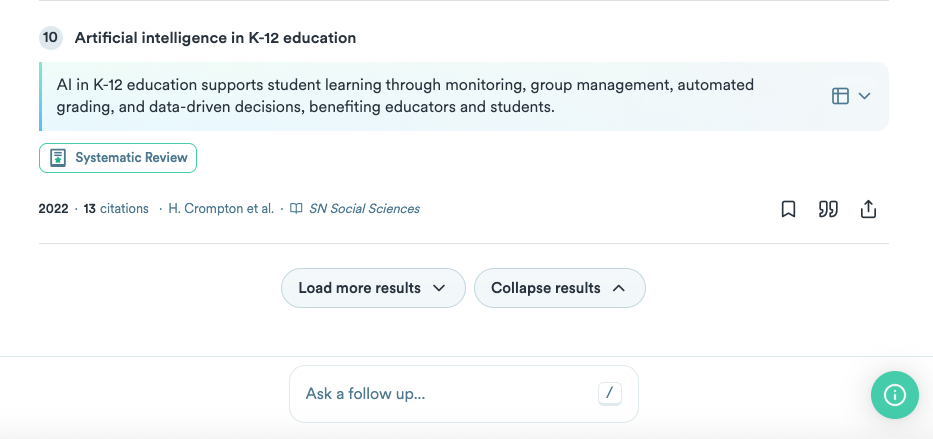 10 Artificial intelligence in K-12 education
AI in K-12 education supports student learning through monitoring, group management, automated
grading, and data-driven decisions, benefiting educators and students.
Systematic Review
2022 · 13 citations · H. Crompton et al. · SN Social Sciences
Load more results Collapse results
Ask a follow up... /